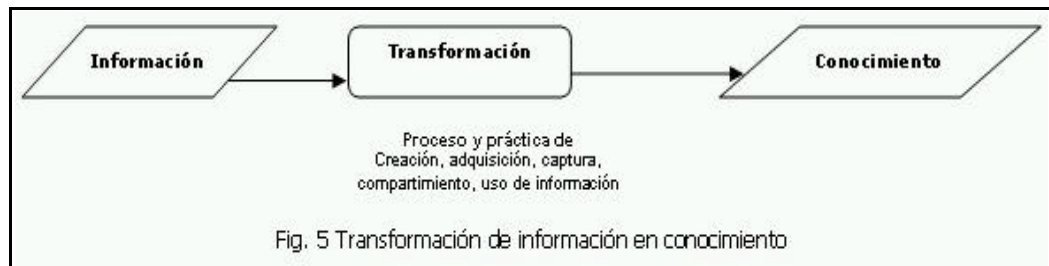 Información
Transformación
Conocimiento
Proceso y práctica de
Creación, adquisición, captura,
compartimiento, uso de información
Fig. 5 Transformación de información en conocimiento